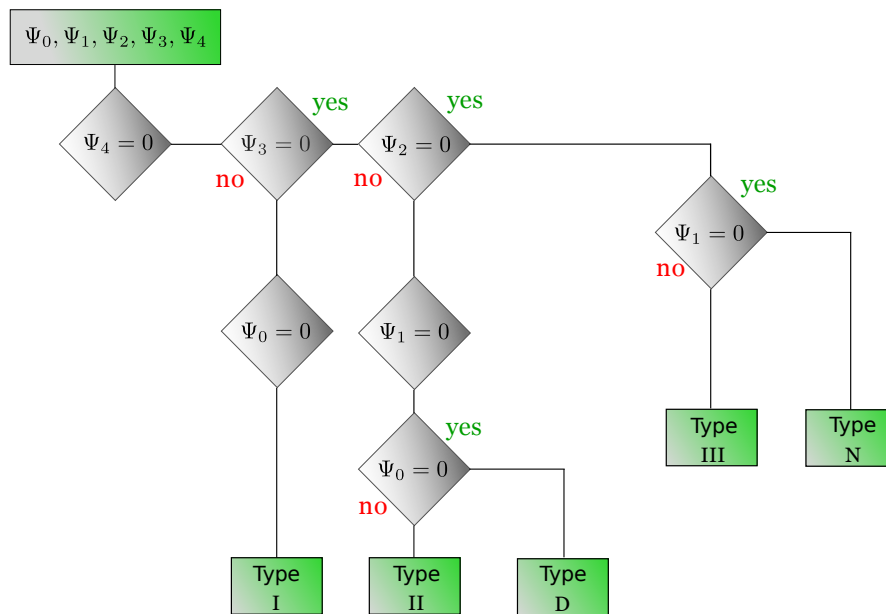 Ψ₀, Ψ₁, Ψ₂, Ψ₃, Ψ₄
yes
yes
Ψ₄ = 0
Ψ₃ = 0
Ψ₂ = 0
no
no
yes
Ψ₁ = 0
no
Ψ₀ = 0
Ψ₁ = 0
yes
Type
III
Type
N
Ψ₀ = 0
no
Type
I
Type
II
Type
D